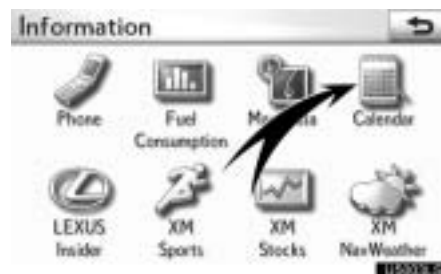 Information
Phone
Fuel
Consumption
Calendar
LEXUS
Insider
XM
Sports
XM
Stocks
XM
NavWeather